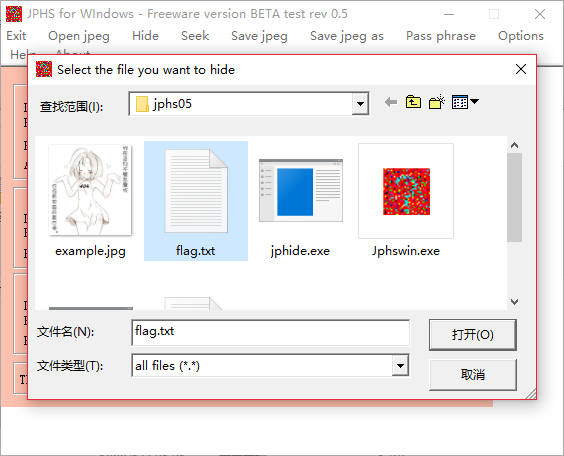 JPHS for WIndows - Freeware version BETA test rev 0.5
Exit Open jpeg Hide Seek Save jpeg Save jpeg as Pass phrase Options
Help About
Select the file you want to hide
查找范围(I): jphs05
example.jpg flag.txt jphide.exe Jphswin.exe
文件名(N): flag.txt 打开(O)
文件类型(T): all files (*.*) 取消